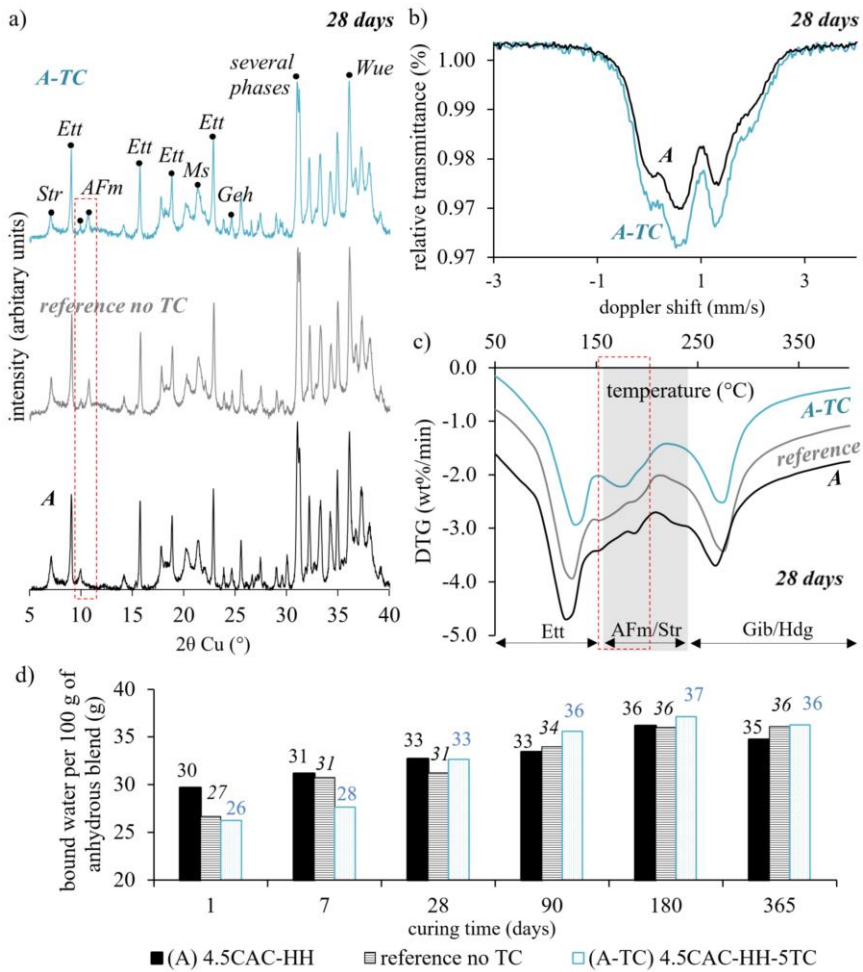 a)
28 days
A-TC
Str
Ett
AFm
Ett
Ett
Ms
Ett
Geh
several
phases
Wue
reference no TC
A
intensity (arbitary units)
5 10 15 20 25 30 35 40
2θ Cu (°)
b)
28 days
1.00
0.99
0.98
0.97
0.97
relative transmittance (%)
A
A-TC
-3 -1 1 3
doppler shift (mm/s)
c)
50 150 250 350
temperature (°C)
0.0
-1.0
-2.0
-3.0
-4.0
-5.0
DTG (wt%/min)
A-TC
reference
A
28 days
Ett
AFm/Str
Gib/Hdg
d)
40
35
30
25
20
bound water per 100 g of
anhydrous blend (g)
30 27 26
31 31 28
33 31 33
33 34 36
36 36 37
35 36 36
1 7 28 90 180 365
curing time (days)
(A) 4.5CAC-HH
reference no TC
(A-TC) 4.5CAC-HH-5TC